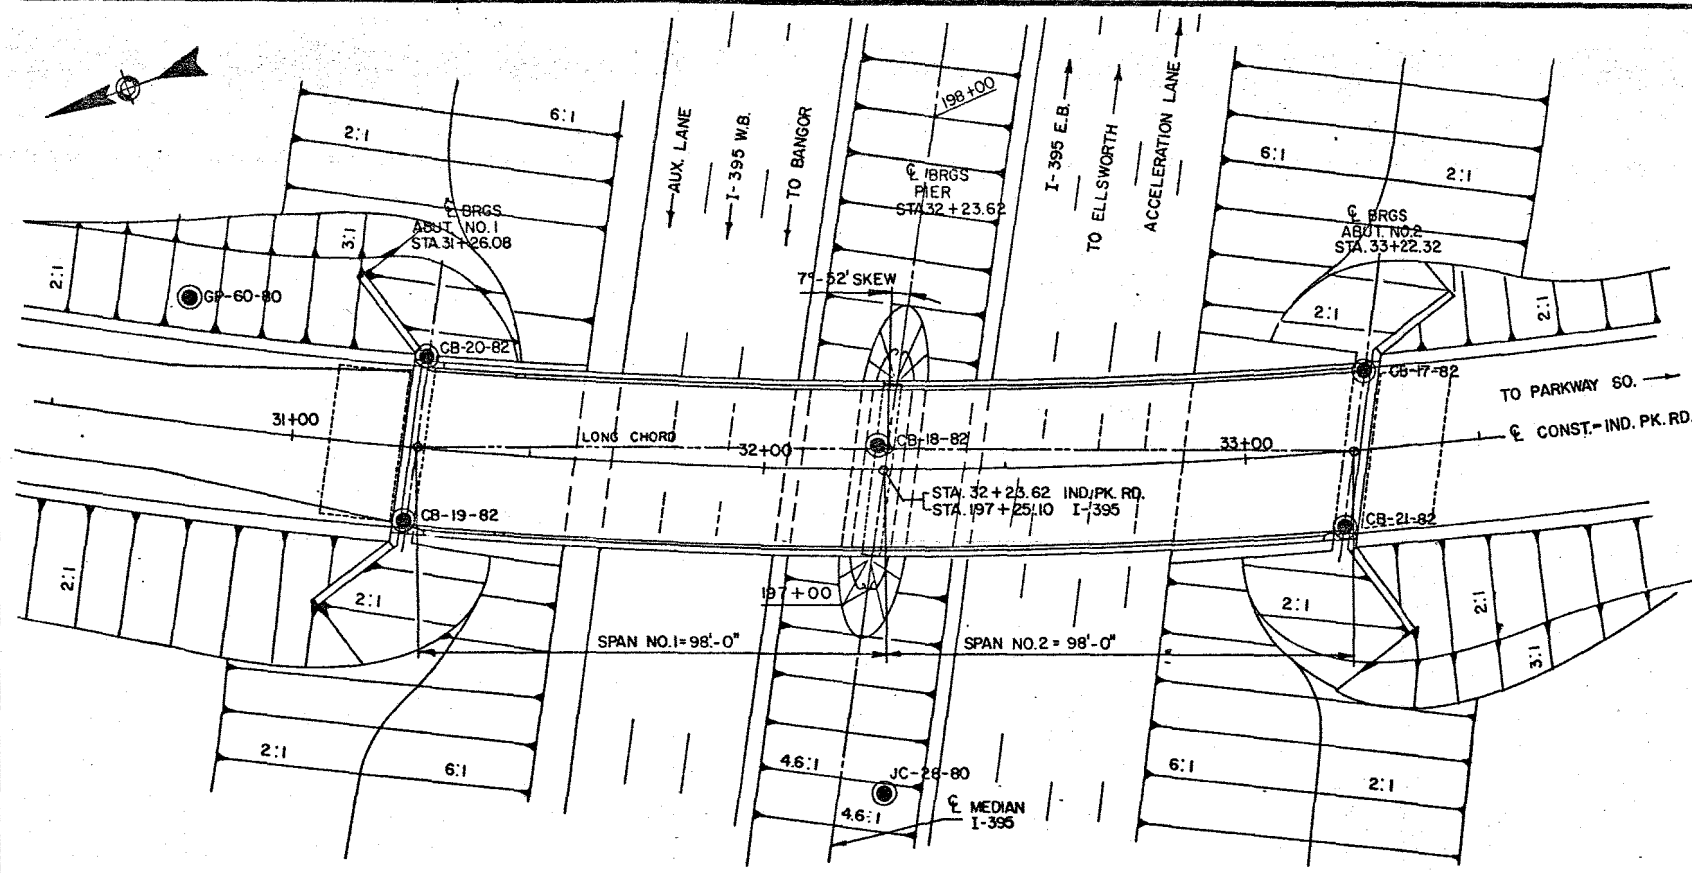 6:1
2:1
AUX. LANE
I-395 W.B.
TO BANGOR
198+00
I-395 E.B.
TO ELLSWORTH
ACCELERATION LANE
6:1
2:1
℄ BRGS
ABUT. NO.1
STA.31+26.08
℄ BRGS
PIER
STA.32+23.62
℄ BRGS
ABUT. NO.2
STA.33+22.32
3:1
2:1
GP-60-80
7°-52' SKEW
2:1
2:1
CB-20-82
CB-17-82
TO PARKWAY SO.
31+00
LONG CHORD
32+00
CB-18-82
33+00
℄ CONST.-IND. PK. RD.
STA. 32+23.62 IND. PK. RD.
STA. 197+25.10 I-395
CB-19-82
CB-21-82
2:1
2:1
197+00
2:1
2:1
3:1
SPAN NO.1=98'-0"
SPAN NO.2= 98'-0"
2:1
6:1
4.6:1
JC-28-80
4.6:1
℄ MEDIAN
I-395
6:1
2:1